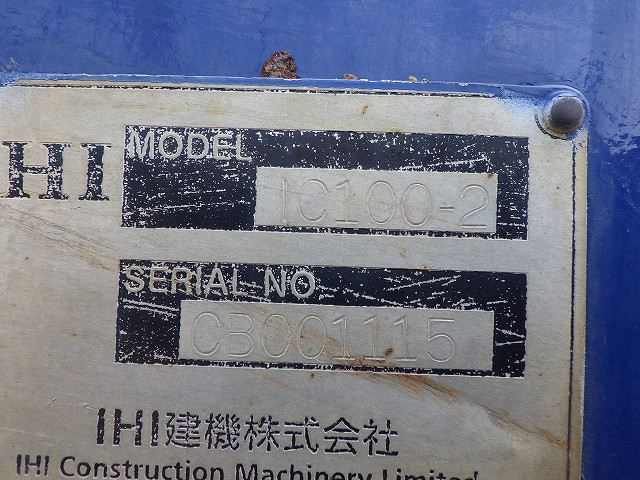 HI
MODEL
IC100-2
SERIAL NO
CB001115
IHI建機株式会社
IHI Construction Machinery Limited